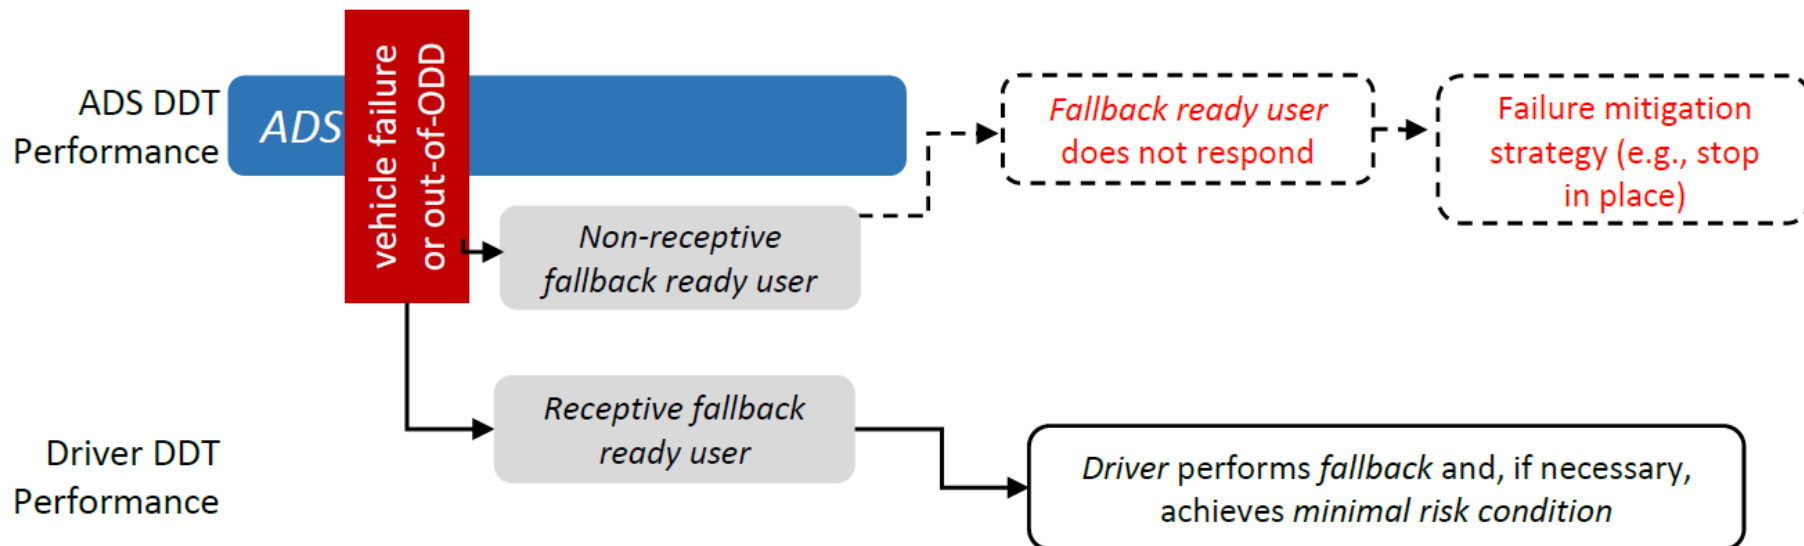 ADS DDT
Performance
ADS
vehicle failure
or out-of-ODD
Fallback ready user
does not respond
Failure mitigation
strategy (e.g., stop
in place)
Non-receptive
fallback ready user
Receptive fallback
ready user
Driver DDT
Performance
Driver performs fallback and, if necessary,
achieves minimal risk condition